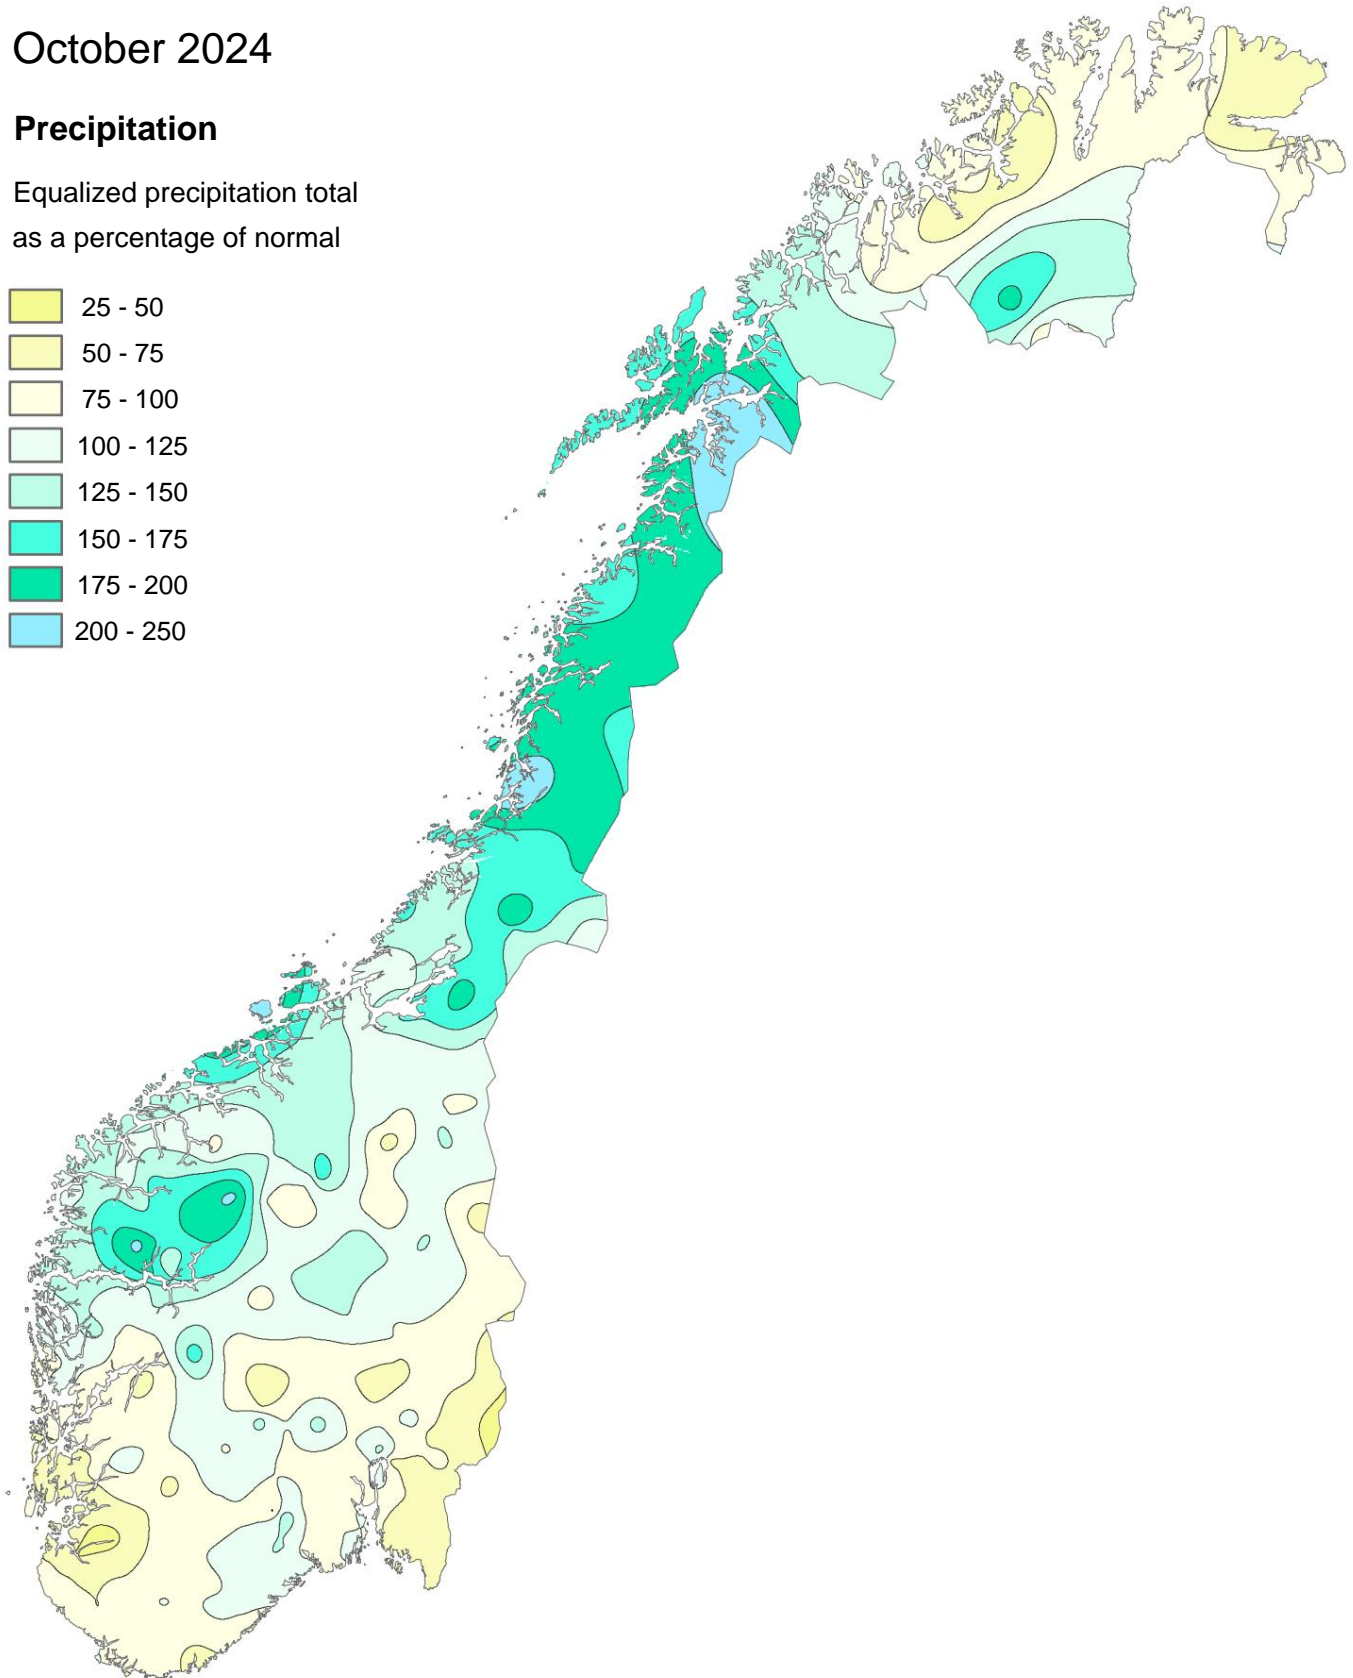 October 2024
Precipitation
Equalized precipitation total
as a percentage of normal
25 - 50
50 - 75
75 - 100
100 - 125
125 - 150
150 - 175
175 - 200
200 - 250